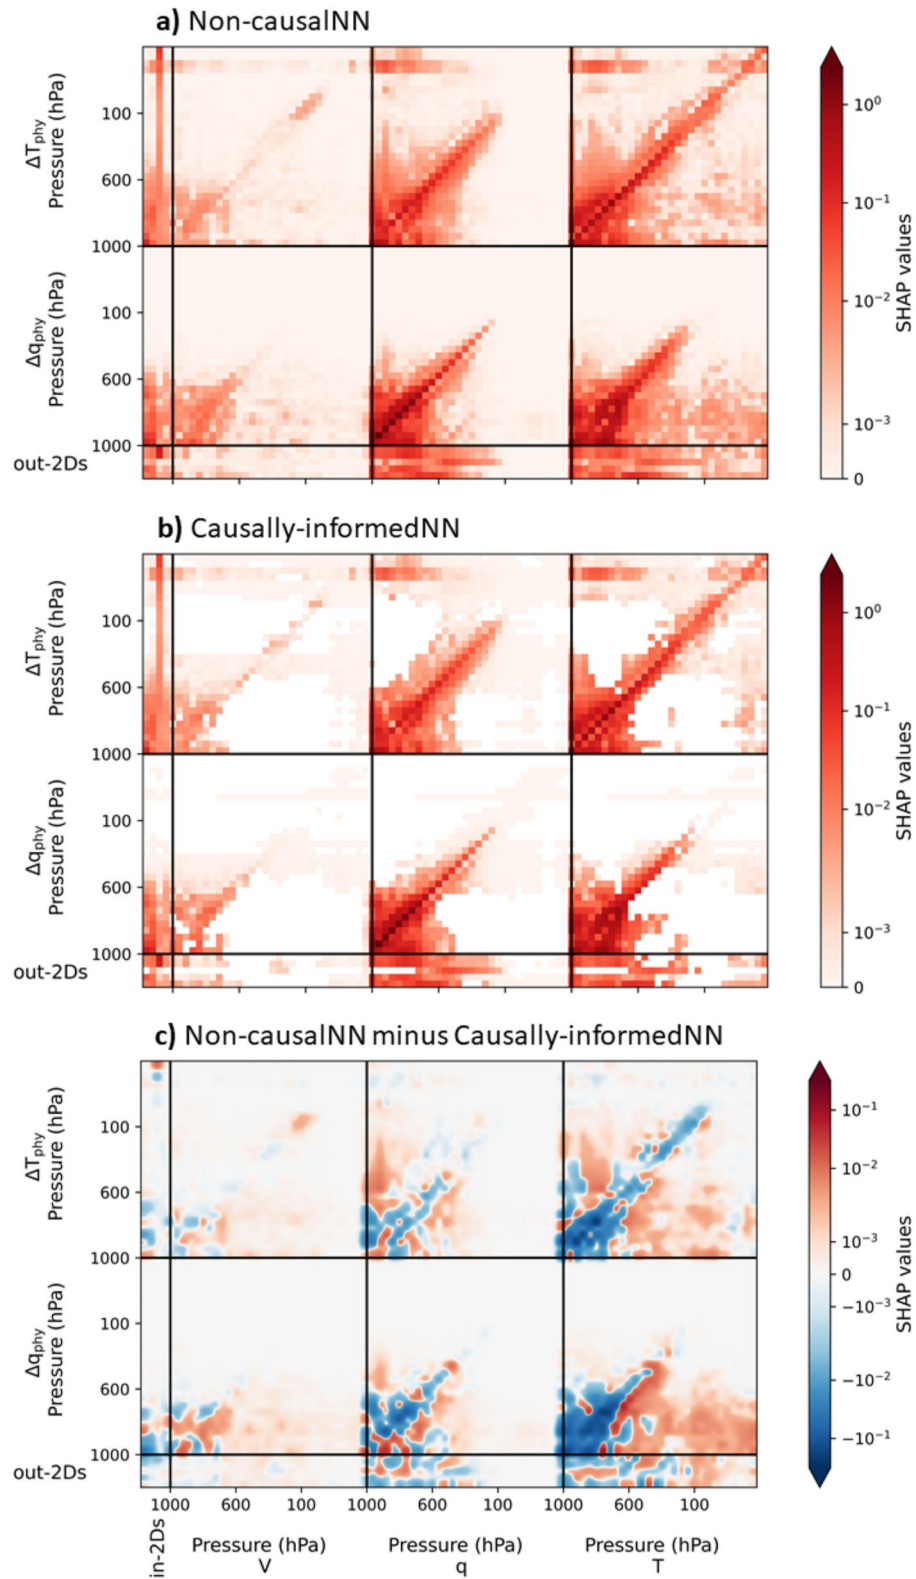 a) Non-causalNN
ΔTphy
Pressure (hPa)
100
600
1000
Δqphy
Pressure (hPa)
100
600
1000
out-2Ds
10⁰
10⁻¹
10⁻²
10⁻³
0
SHAP values
b) Causally-informedNN
ΔTphy
Pressure (hPa)
100
600
1000
Δqphy
Pressure (hPa)
100
600
1000
out-2Ds
10⁰
10⁻¹
10⁻²
10⁻³
0
SHAP values
c) Non-causalNN minus Causally-informedNN
ΔTphy
Pressure (hPa)
100
600
1000
Δqphy
Pressure (hPa)
100
600
1000
out-2Ds
10⁻¹
10⁻²
10⁻³
0
−10⁻³
−10⁻²
−10⁻¹
SHAP values
1000 600 100 1000 600 100 1000 600 100
in-2Ds
Pressure (hPa) Pressure (hPa) Pressure (hPa)
V q T